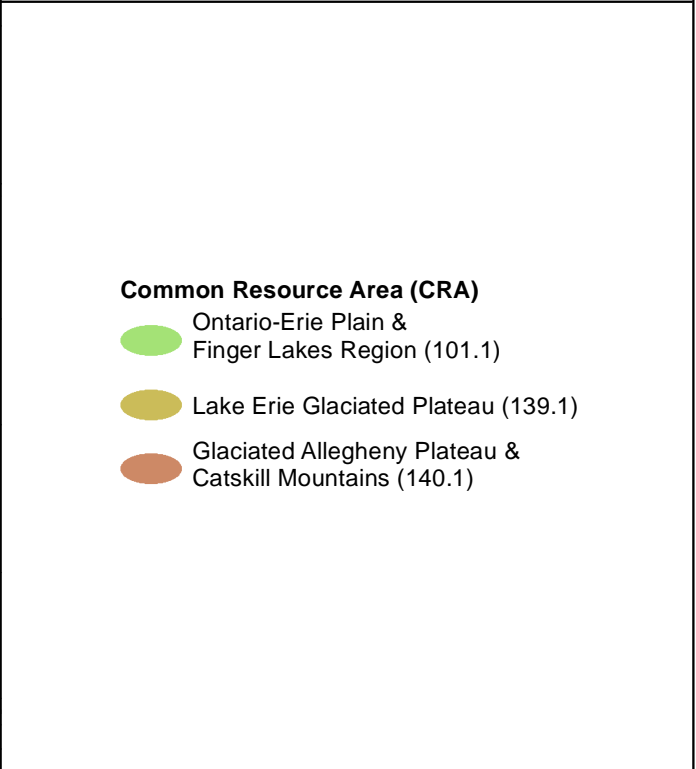 Common Resource Area (CRA)
Ontario-Erie Plain &
Finger Lakes Region (101.1)
Lake Erie Glaciated Plateau (139.1)
Glaciated Allegheny Plateau &
Catskill Mountains (140.1)